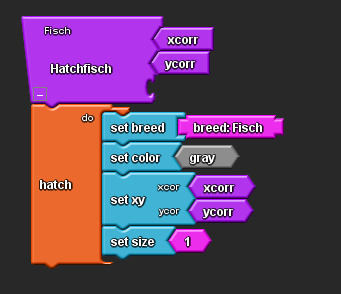 Fisch
xcorr
Hatchfisch
ycorr
do
set breed breed: Fisch
set color gray
hatch
set xy
xcor xcorr
ycor ycorr
set size 1